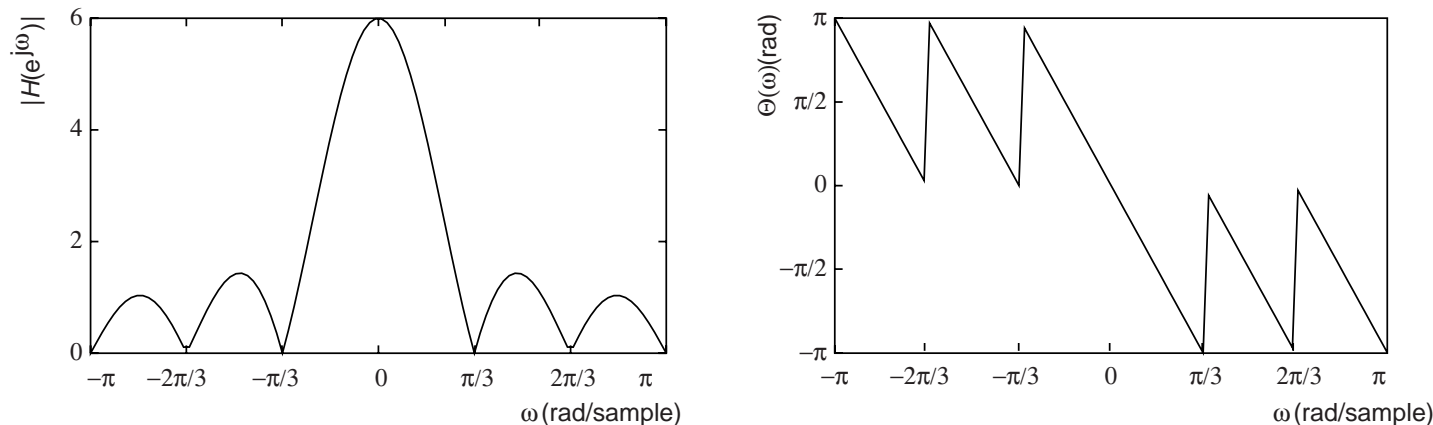 |H(e^jω)|
6
4
2
0
−π
−2π/3
−π/3
0
π/3
2π/3
π
ω(rad/sample)
Θ(ω)(rad)
π
π/2
0
−π/2
−π
−π
−2π/3
−π/3
0
π/3
2π/3
π
ω(rad/sample)